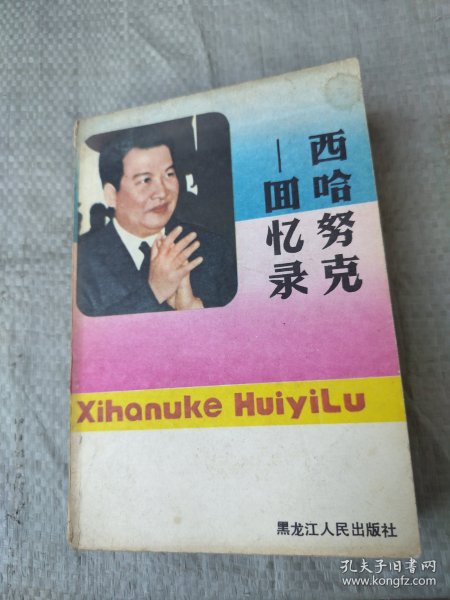 西哈努克
—回忆录
Xihanuke HuiyiLu
黑龙江人民出版社
孔夫子旧书网
www.kongfz.com